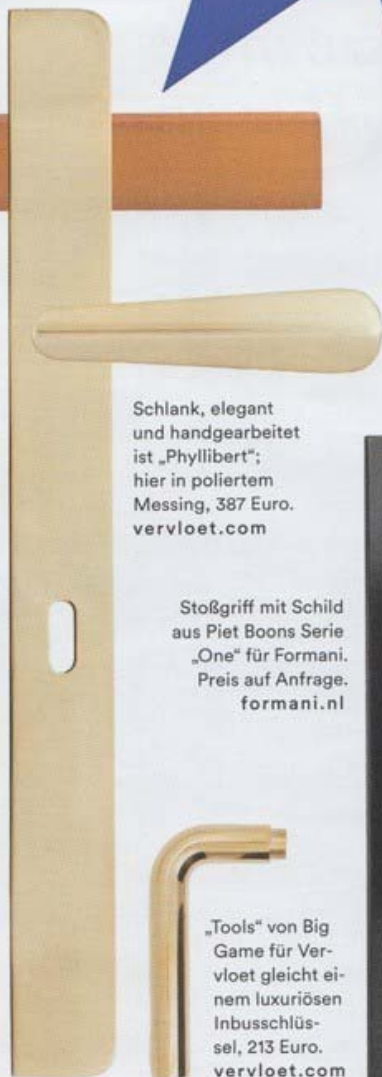 Schlank, elegant
und handgearbeitet
ist „Phyllibert“;
hier in poliertem
Messing, 387 Euro.
vervloet.com
Stoßgriff mit Schild
aus Piet Boons Serie
„One“ für Formani.
Preis auf Anfrage.
formani.nl
„Tools“ von Big
Game für Ver-
vloet gleicht ei-
nem luxuriösen
Inbusschlüs-
sel, 213 Euro.
vervloet.com